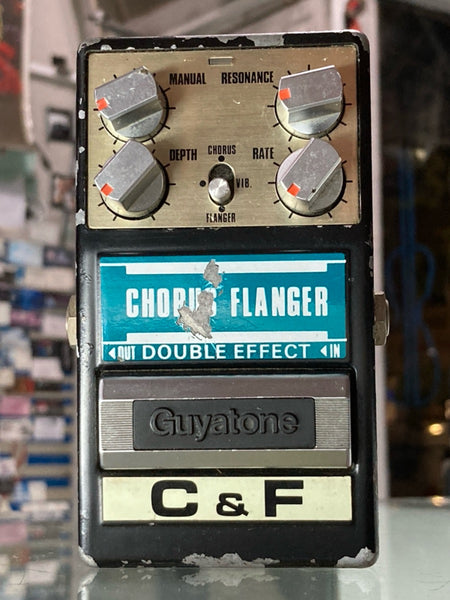 MANUAL RESONANCE
CHORUS
DEPTH RATE
VIB.
FLANGER
CHORUS FLANGER
OUT DOUBLE EFFECT IN
Guyatone
C & F